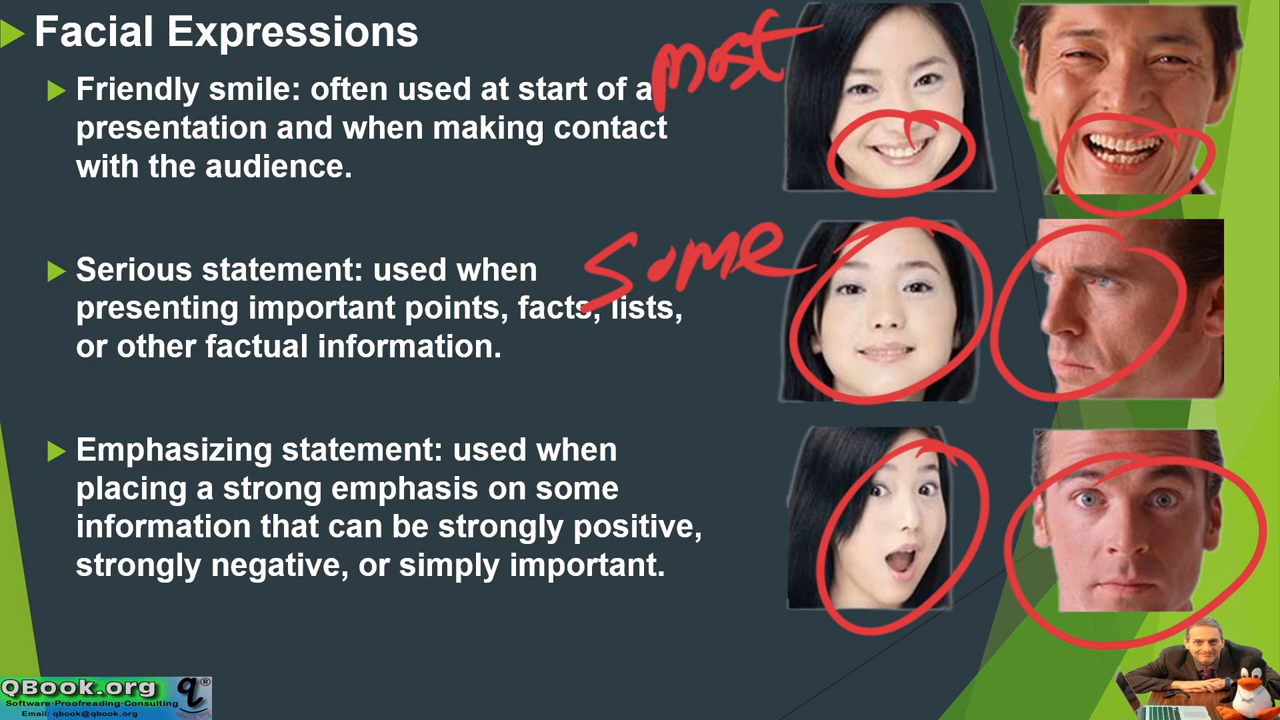 Facial Expressions
most
Friendly smile: often used at start of a
presentation and when making contact
with the audience.
some
Serious statement: used when
presenting important points, facts, lists,
or other factual information.
Emphasizing statement: used when
placing a strong emphasis on some
information that can be strongly positive,
strongly negative, or simply important.
QBook.org
q®
Software·Proofreading·Consulting
Email: qbook@qbook.org